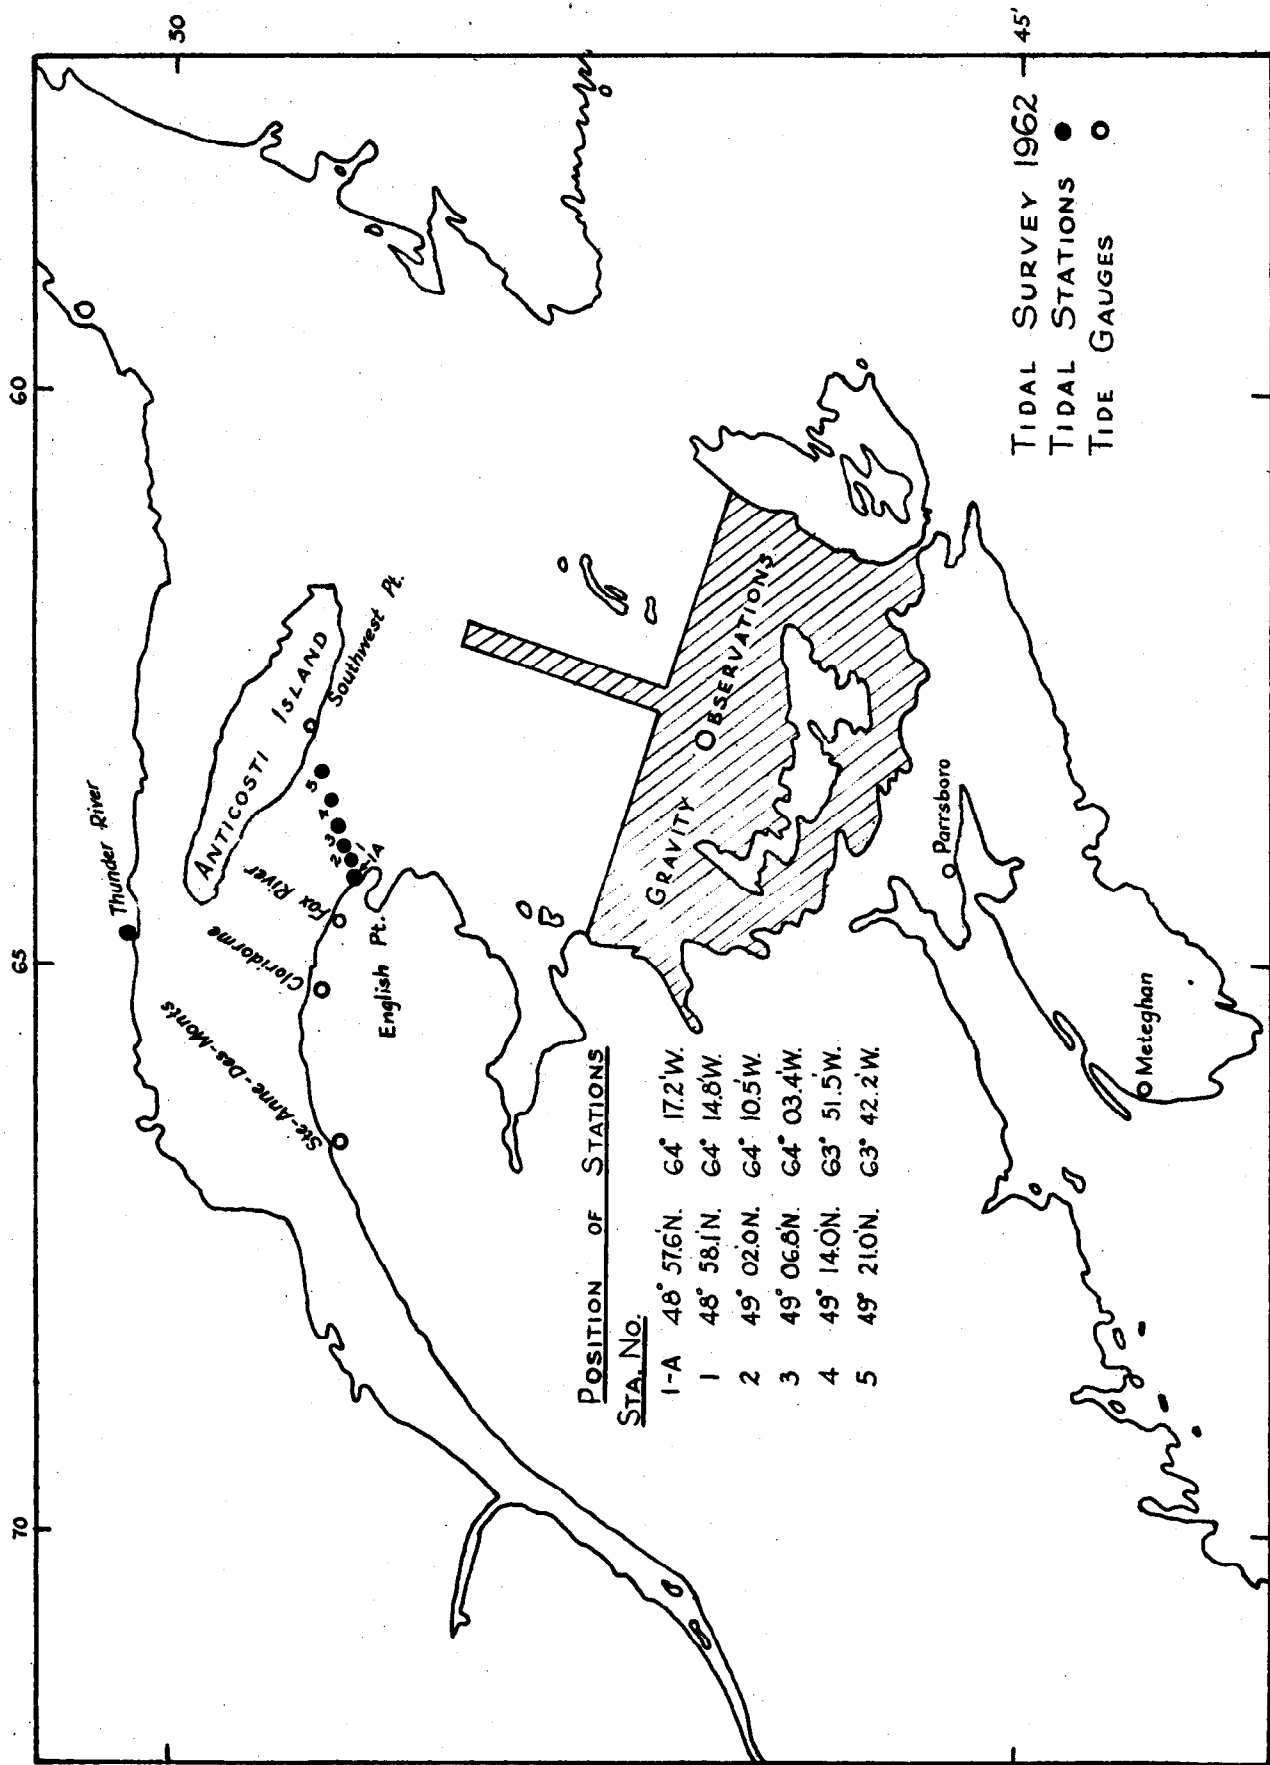 60
65
70
50
45'
Thunder River
ANTICOSTI ISLAND
Southwest Pt.
5
4
3
2
1
1-A
Fox River
English Pt.
Cloridorme
Ste-Anne-Des-Monts
GRAVITY OBSERVATIONS
Parrsboro
Meteghan
POSITION OF STATIONS
STA. No.
1-A 48° 57.6'N. 64° 17.2'W.
1 48° 58.1'N. 64° 14.8'W.
2 49° 02.0'N. 64° 10.5'W.
3 49° 06.8'N. 64° 03.4'W.
4 49° 14.0'N. 63° 51.5'W.
5 49° 21.0'N. 63° 42.2'W.
TIDAL SURVEY 1962
TIDAL STATIONS
TIDE GAUGES